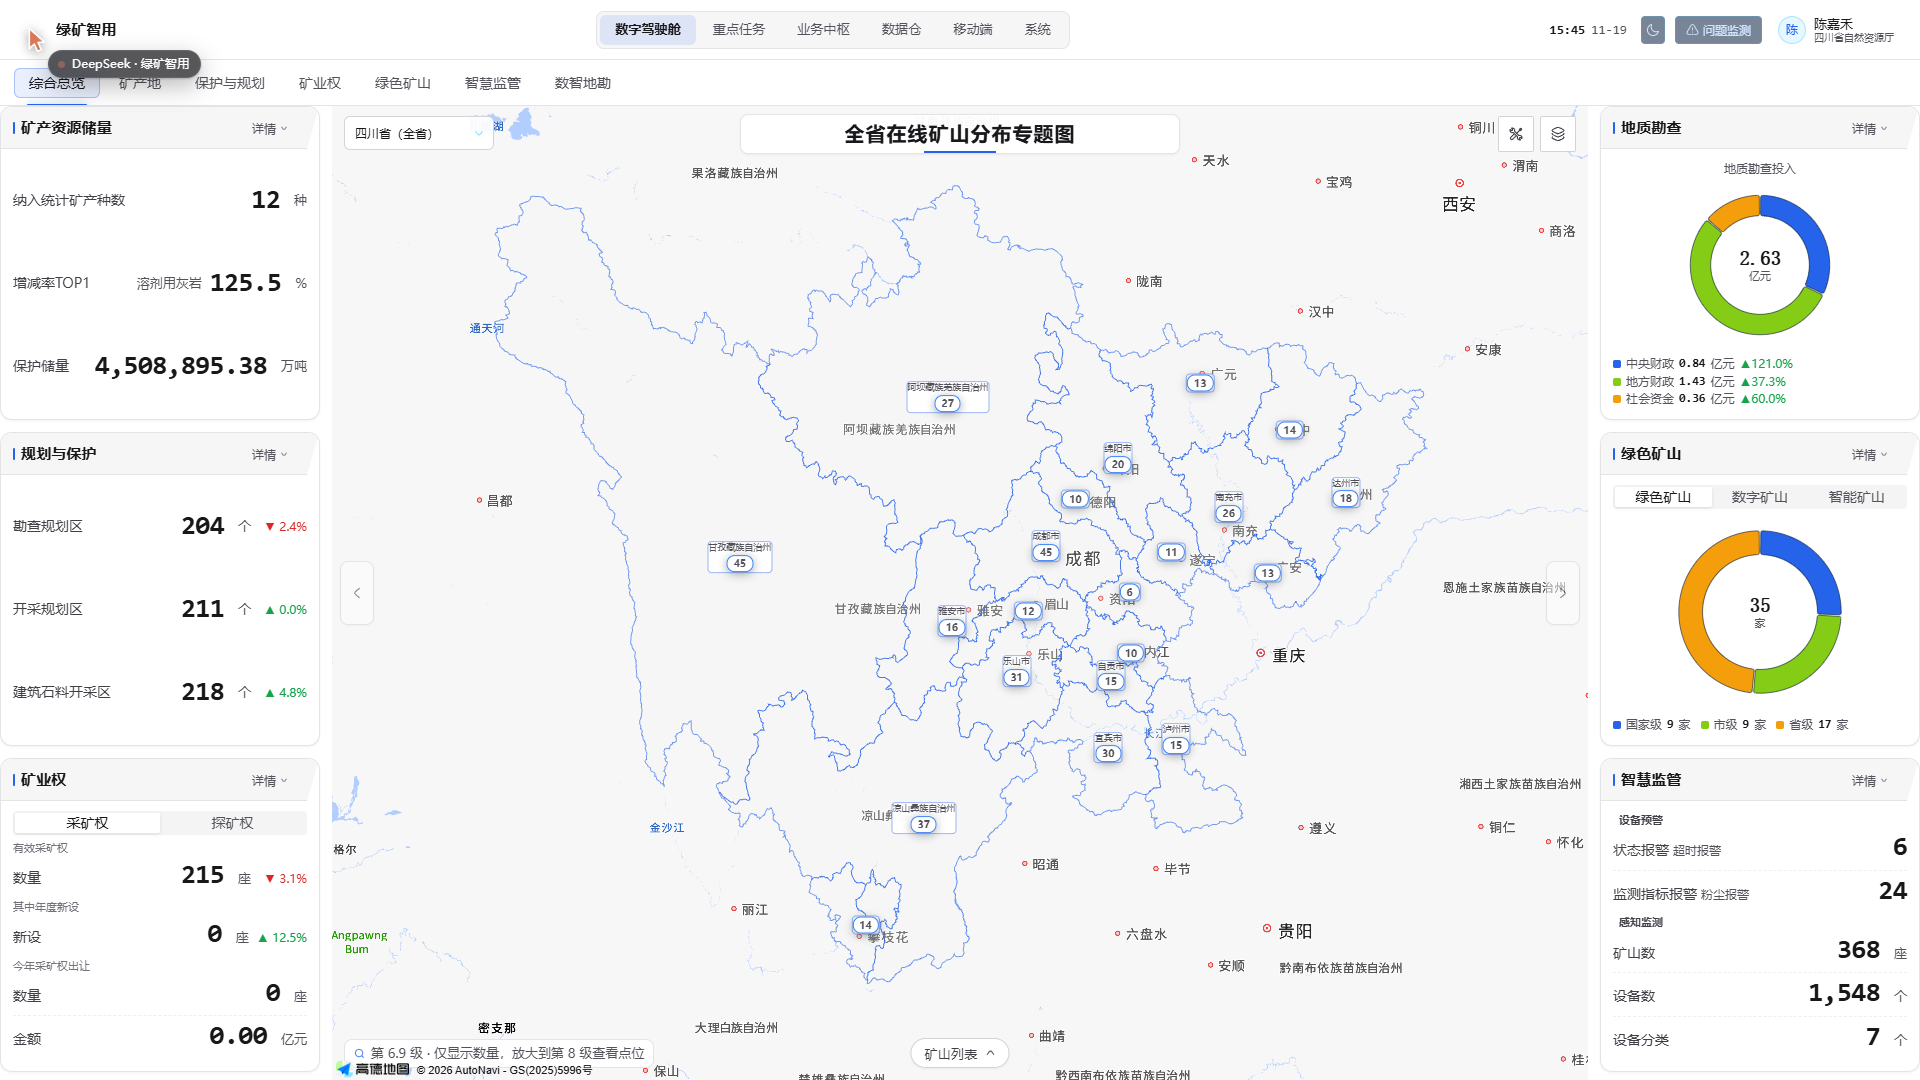 绿矿智用
数字驾驶舱 重点任务 业务中枢 数据仓 移动端 系统
15:45 11-19
问题监测
陈
陈嘉禾
四川省自然资源厅
DeepSeek · 绿矿智用
综合总览 矿产地 保护与规划 矿业权 绿色矿山 智慧监管 数智地勘
矿产资源储量 详情
纳入统计矿产种数 12 种
增减率TOP1 溶剂用灰岩 125.5 %
保护储量 4,508,895.38 万吨
规划与保护 详情
勘查规划区 204 个 ▼ 2.4%
开采规划区 211 个 ▲ 0.0%
建筑石料开采区 218 个 ▲ 4.8%
矿业权 详情
采矿权 探矿权
有效采矿权
数量 215 座 ▼ 3.1%
其中年度新设
新设 0 座 ▲ 12.5%
今年采矿权出让
数量 0 座
金额 0.00 亿元
四川省（全省）
湖
全省在线矿山分布专题图
铜川
天水
渭南
果洛藏族自治州
宝鸡
西安
商洛
陇南
汉中
通天河
安康
广元
13
阿坝藏族羌族自治州
27
阿坝藏族羌族自治州
14
绵阳市
20
阳
达州市
18
州
昌都
10
德阳
南充市
26
南充
成都市
45
成都
11
遂宁
甘孜藏族自治州
45
13
广安
恩施土家族苗族自治州
6
甘孜藏族自治州
雅安市
16
雅安
12
眉山
10
内江
重庆
乐山市
31
乐山
自贡市
15
宜宾市
30
长江
泸州市
15
湘西土家族苗族自治州
凉山彝族自治州
37
金沙江
遵义
铜仁
怀化
格尔
昭通
毕节
丽江
14
攀枝花
Angpawng
Bum
六盘水
贵阳
安顺
黔南布依族苗族自治州
密支那
大理白族自治州
曲靖
第 6.9 级 · 仅显示数量，放大到第 8 级查看点位
矿山列表
高德地图 © 2026 AutoNavi - GS(2025)5996号
保山
楚雄彝族自治州
黔西南布依族苗族自治州
地质勘查 详情
地质勘查投入
2.63
亿元
中央财政 0.84 亿元 ▲121.0%
地方财政 1.43 亿元 ▲37.3%
社会资金 0.36 亿元 ▲60.0%
绿色矿山 详情
绿色矿山 数字矿山 智能矿山
35
家
国家级 9 家 市级 9 家 省级 17 家
智慧监管 详情
设备预警
状态报警 超时报警 6
监测指标报警 粉尘报警 24
感知监测
矿山数 368 座
设备数 1,548 个
设备分类 7 个